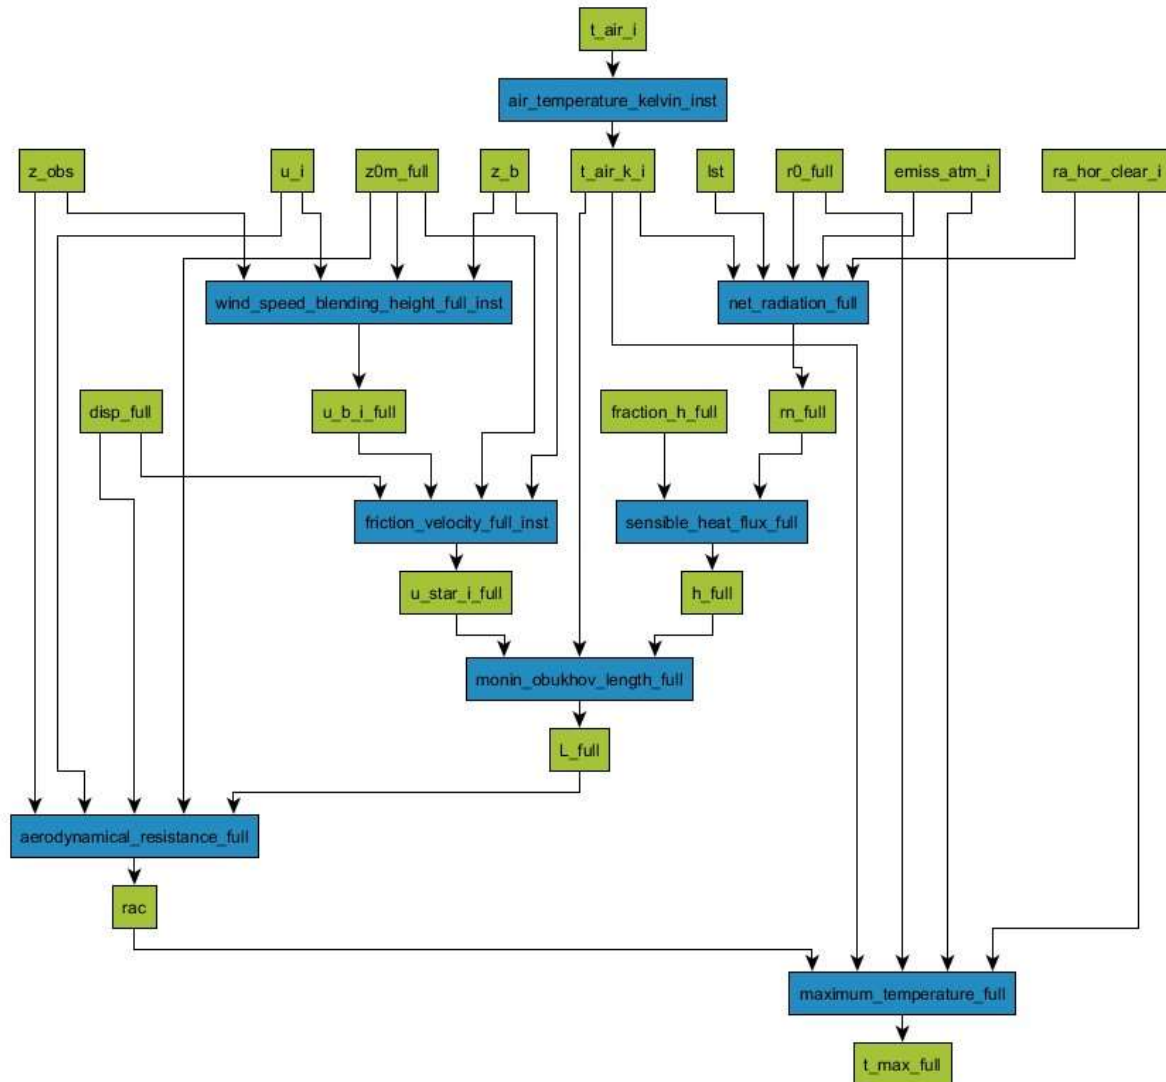 t_air_i
air_temperature_kelvin_inst
z_obs
u_i
z0m_full
z_b
t_air_k_i
lst
r0_full
emiss_atm_i
ra_hor_clear_i
wind_speed_blending_height_full_inst
net_radiation_full
disp_full
u_b_i_full
fraction_h_full
rn_full
friction_velocity_full_inst
sensible_heat_flux_full
u_star_i_full
h_full
monin_obukhov_length_full
L_full
aerodynamical_resistance_full
rac
maximum_temperature_full
t_max_full